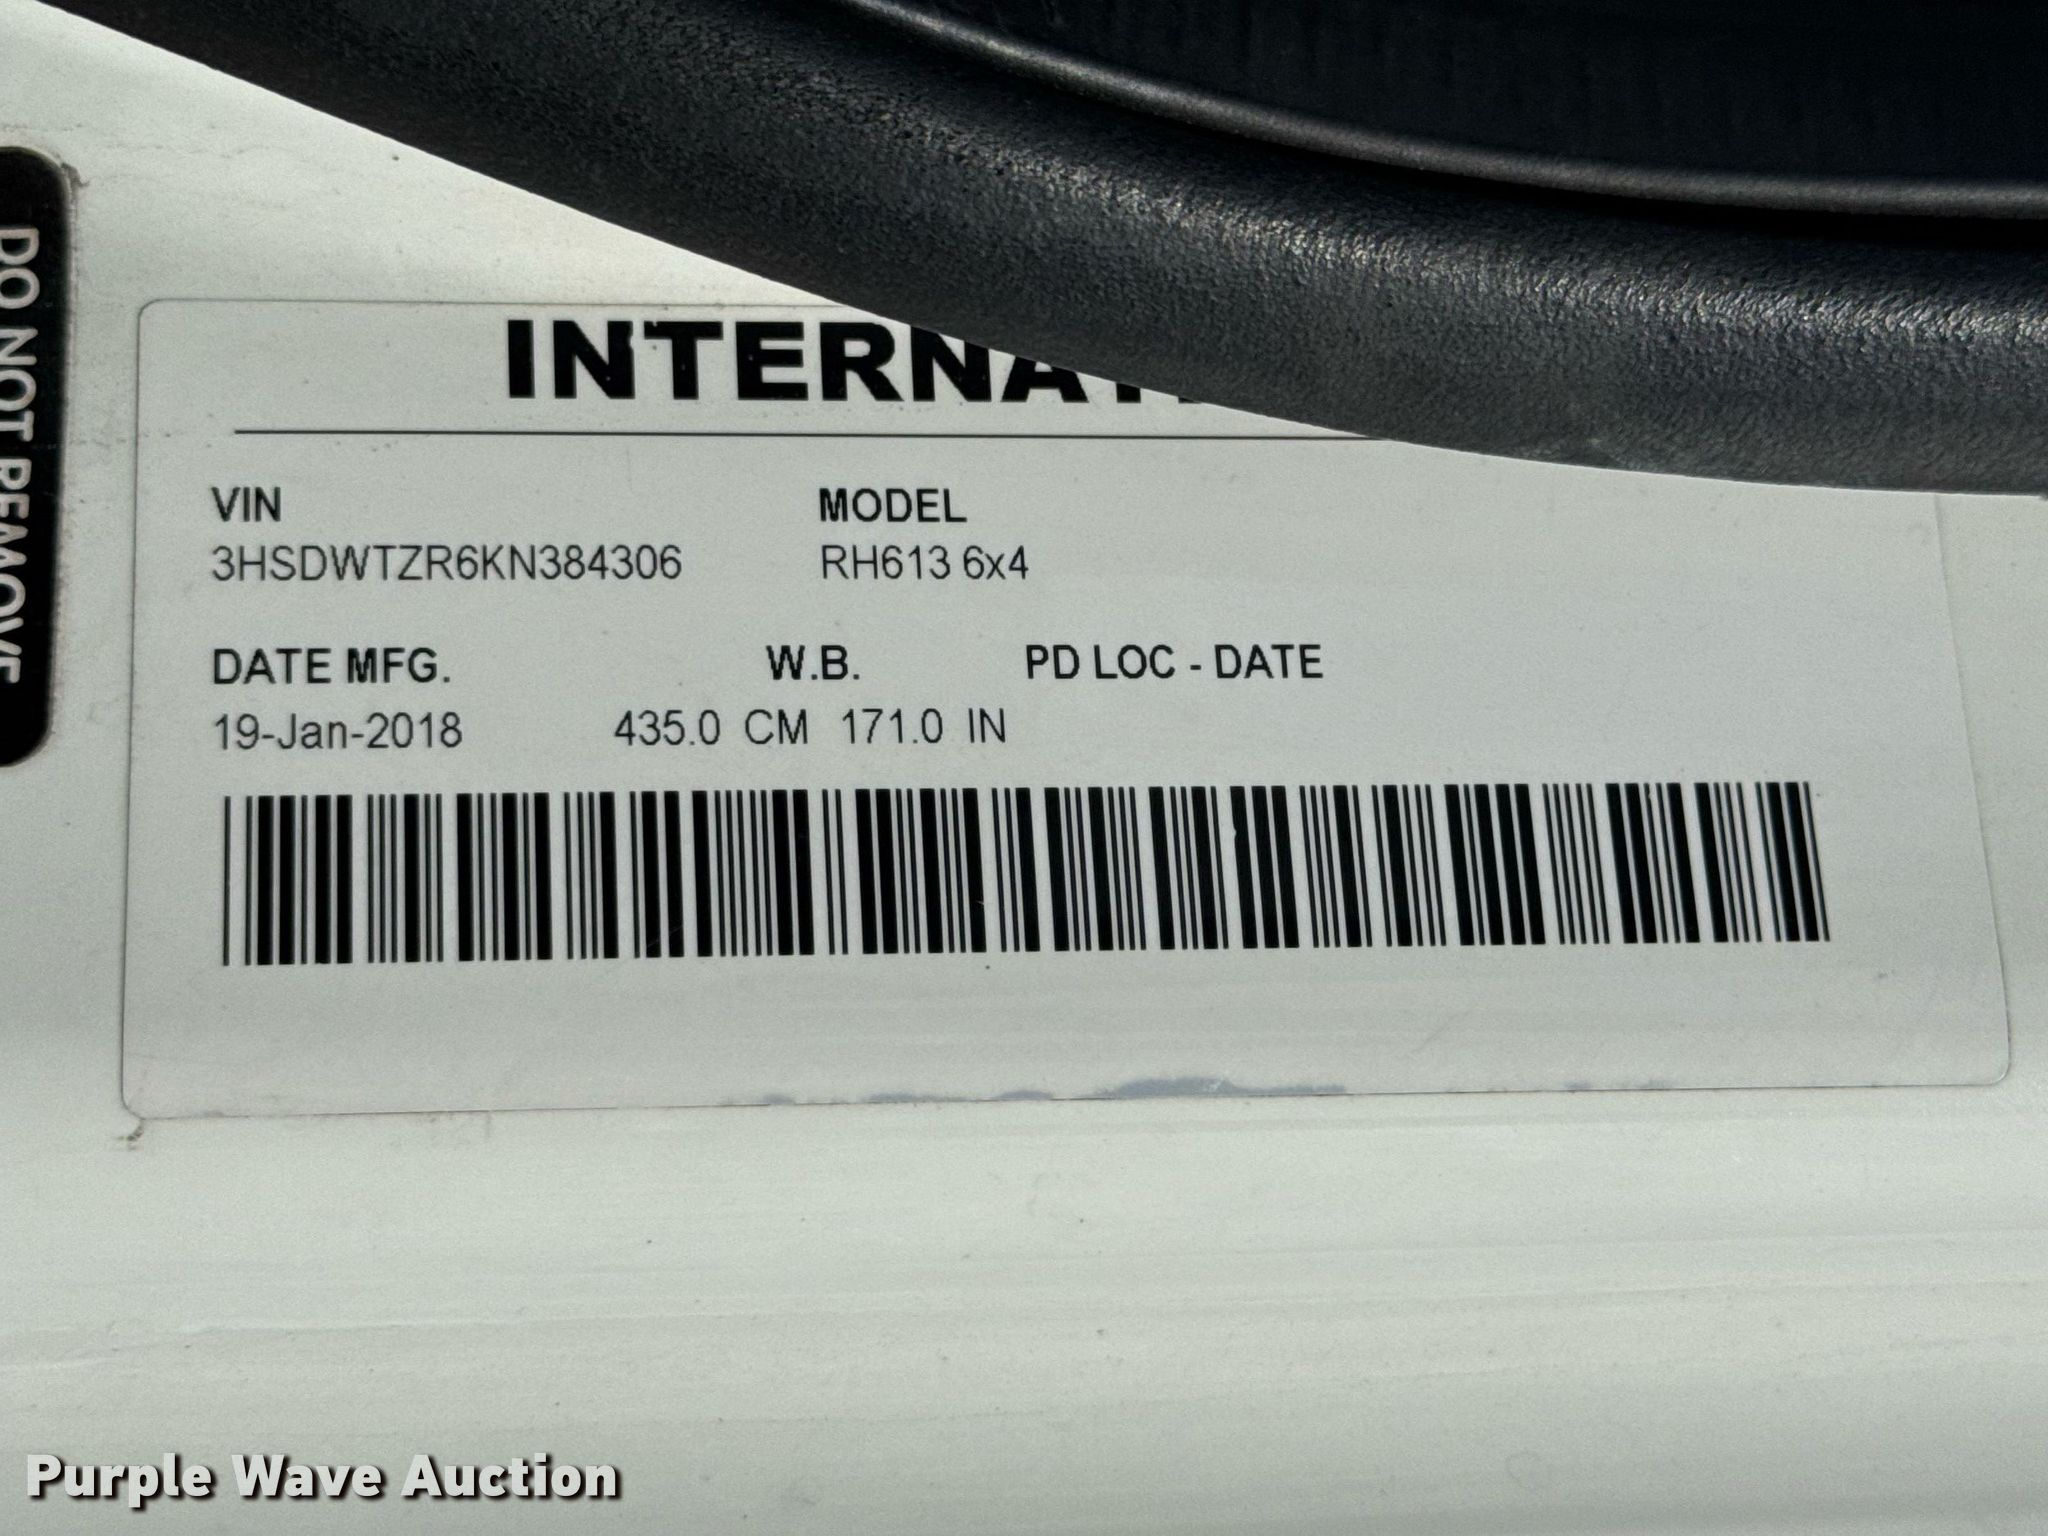 DO NOT REMOVE
INTERNAT
VIN MODEL
3HSDWTZR6KN384306 RH613 6x4
DATE MFG. W.B. PD LOC - DATE
19-Jan-2018 435.0 CM 171.0 IN
Purple Wave Auction